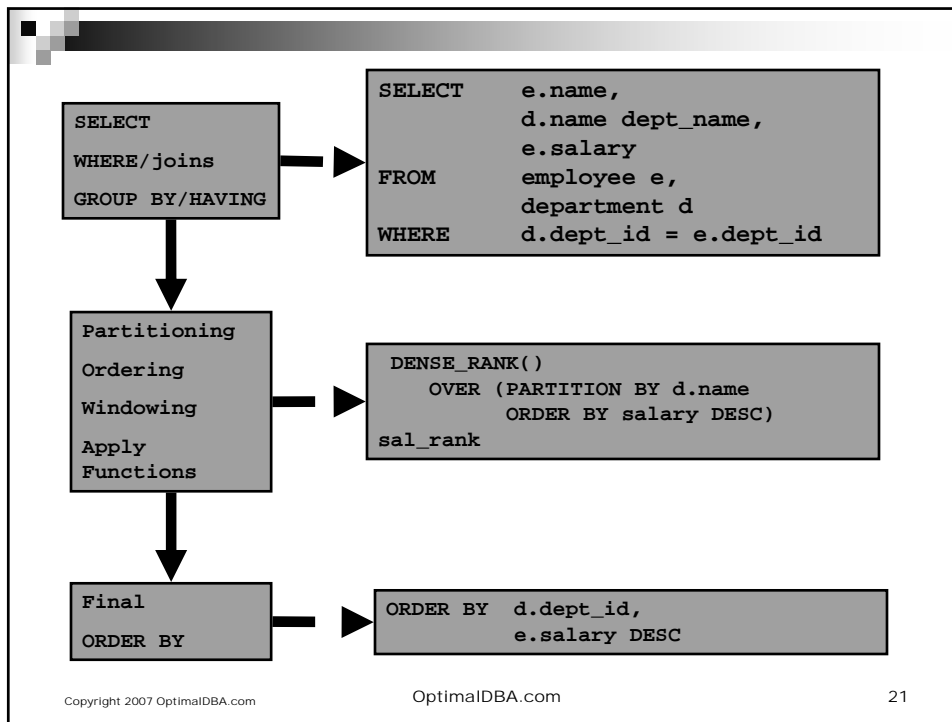 SELECT
WHERE/joins
GROUP BY/HAVING
SELECT e.name,
d.name dept_name,
e.salary
FROM employee e,
department d
WHERE d.dept_id = e.dept_id
Partitioning
Ordering
Windowing
Apply
Functions
DENSE_RANK()
OVER (PARTITION BY d.name
ORDER BY salary DESC)
sal_rank
Final
ORDER BY
ORDER BY d.dept_id,
e.salary DESC
Copyright 2007 OptimalDBA.com
OptimalDBA.com
21